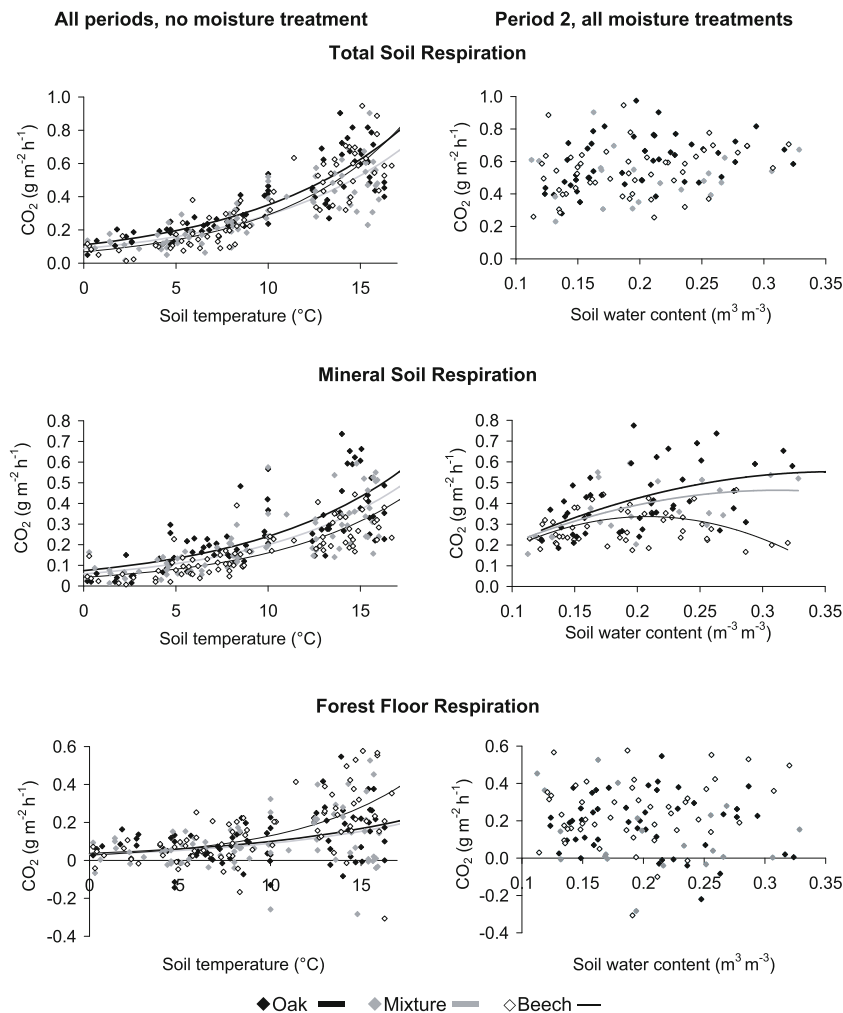 All periods, no moisture treatment
Period 2, all moisture treatments
Total Soil Respiration
1.0
0.8
0.6
0.4
0.2
0.0
CO2 (g m-2 h-1)
0 5 10 15
Soil temperature (°C)
1.0
0.8
0.6
0.4
0.2
0.0
CO2 (g m-2 h-1)
0.1 0.15 0.2 0.25 0.3 0.35
Soil water content (m3 m-3)
Mineral Soil Respiration
0.8
0.7
0.6
0.5
0.4
0.3
0.2
0.1
0
CO2 (g m-2 h-1)
0 5 10 15
Soil temperature (°C)
0.8
0.7
0.6
0.5
0.4
0.3
0.2
0.1
0.0
CO2 (g m-2 h-1)
0.1 0.15 0.2 0.25 0.3 0.35
Soil water content (m-3 m-3)
Forest Floor Respiration
0.6
0.4
0.2
0
-0.2
-0.4
CO2 (g m-2 h-1)
0 5 10 15
Soil temperature (°C)
0.6
0.4
0.2
0.0
-0.2
-0.4
CO2 (g m-2 h-1)
0.1 0.15 0.2 0.25 0.3 0.35
Soil water content (m3 m-3)
Oak Mixture Beech